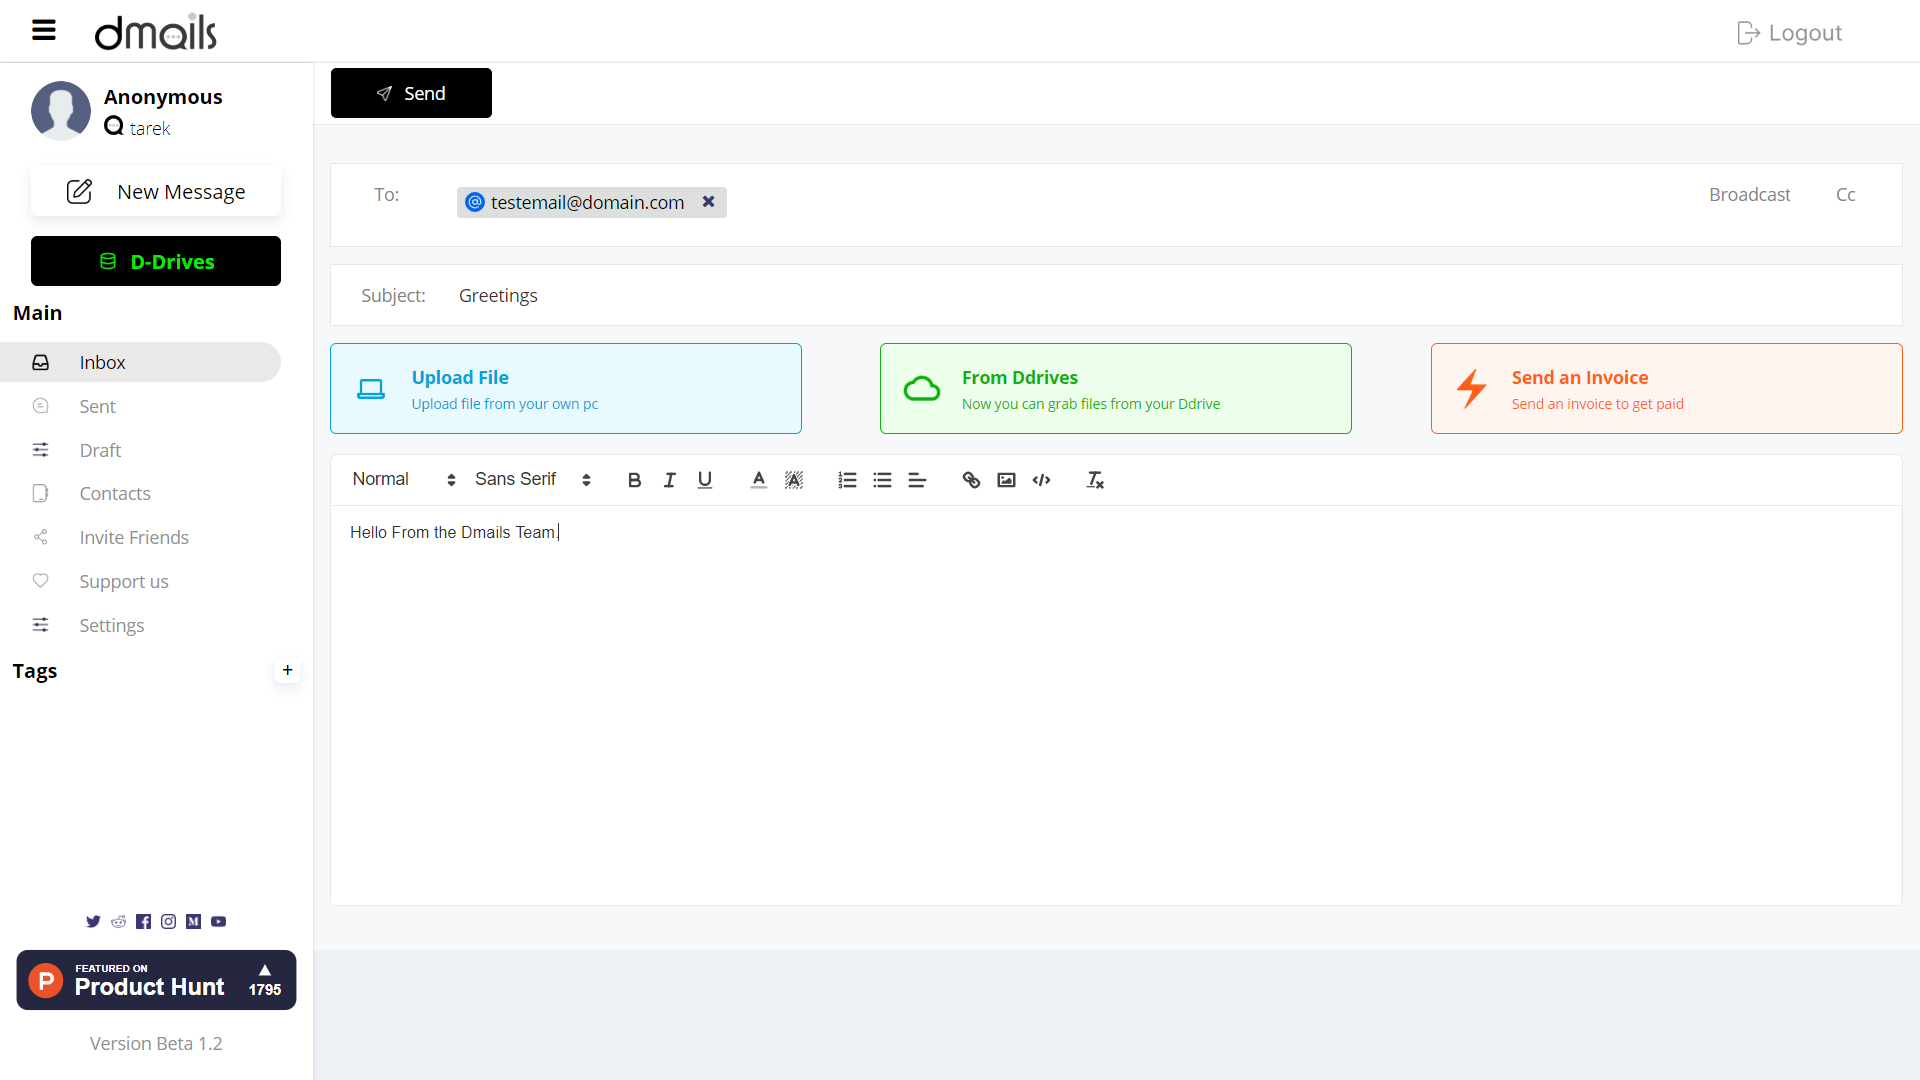 dmails
Logout
Anonymous
tarek
Send
New Message
D-Drives
Main
Inbox
Sent
Draft
Contacts
Invite Friends
Support us
Settings
Tags
+
To:
@ testemail@domain.com
Broadcast
Cc
Subject:
Greetings
Upload File
Upload file from your own pc
From Ddrives
Now you can grab files from your Ddrive
Send an Invoice
Send an invoice to get paid
Normal
Sans Serif
Hello From the Dmails Team.
P
FEATURED ON
Product Hunt
1795
Version Beta 1.2